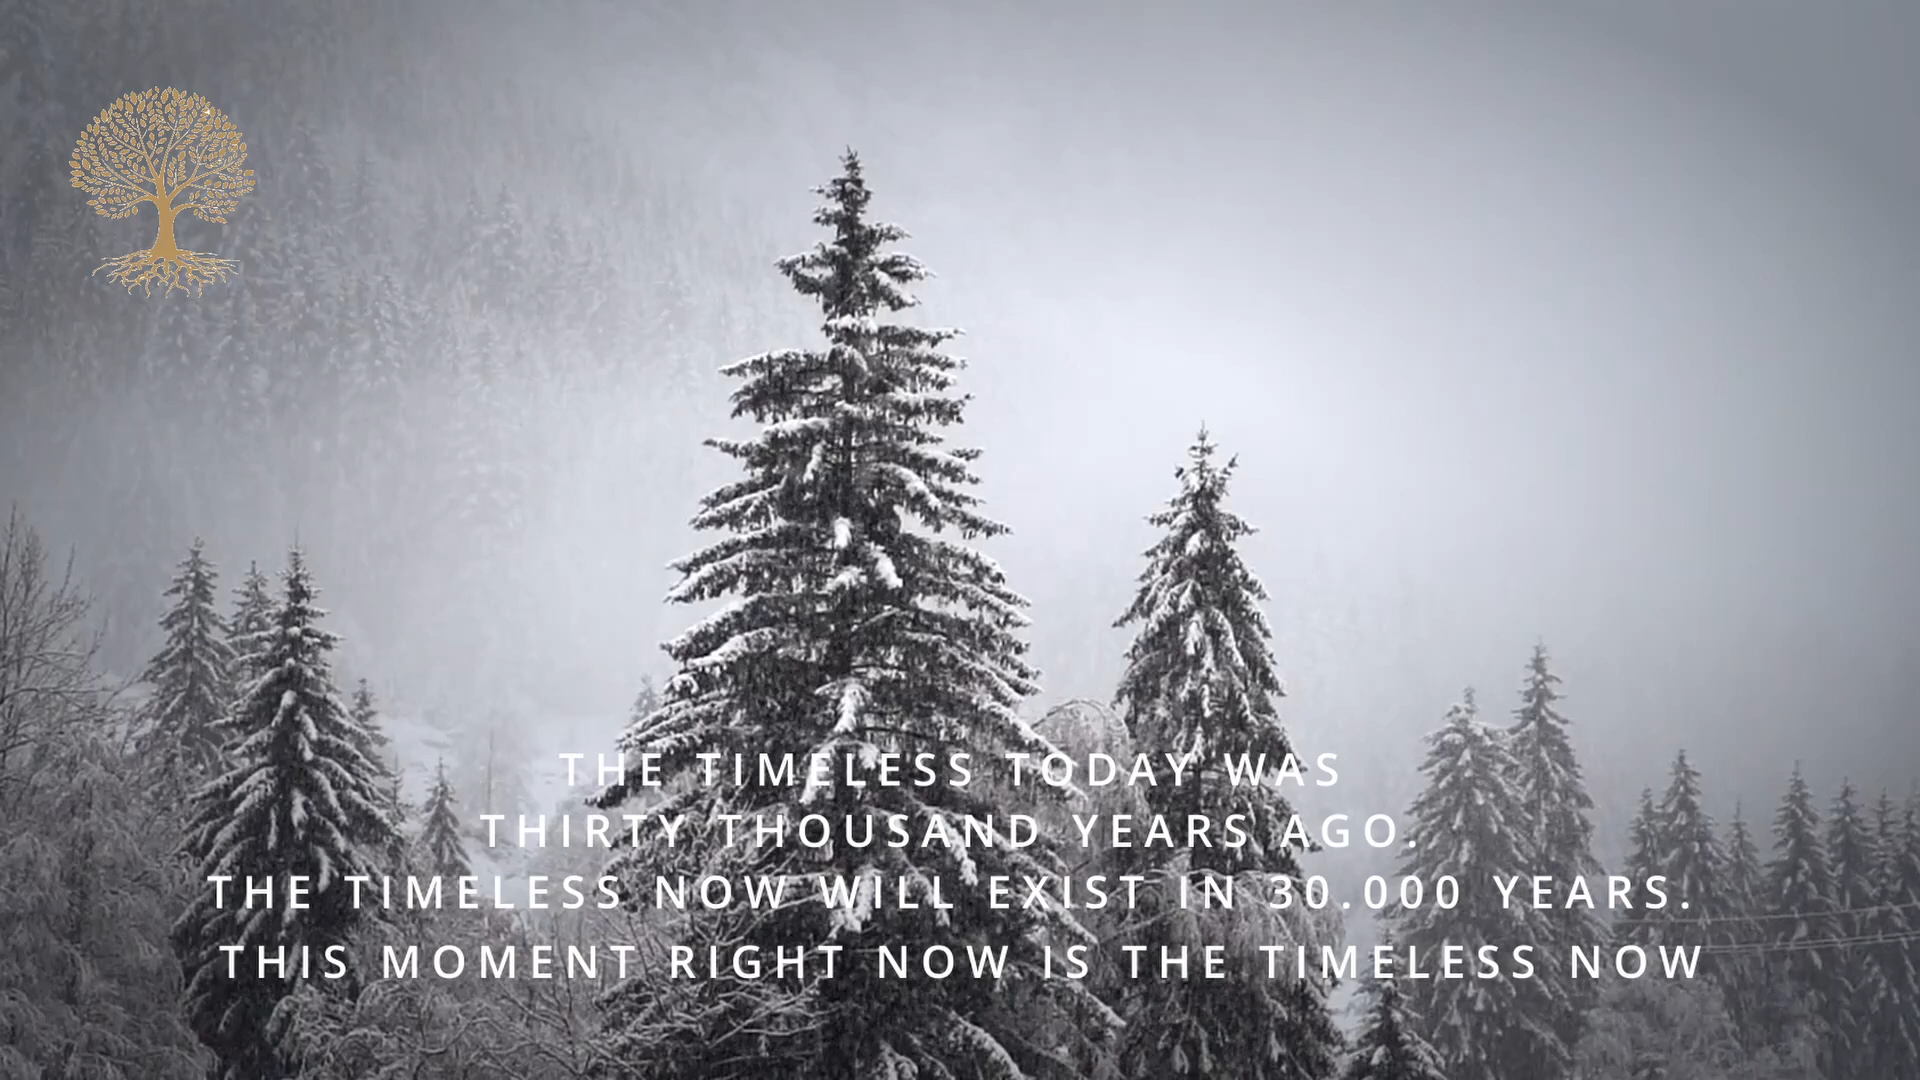 THE TIMELESS TODAY WAS
THIRTY THOUSAND YEARS AGO.
THE TIMELESS NOW WILL EXIST IN 30.000 YEARS.
THIS MOMENT RIGHT NOW IS THE TIMELESS NOW